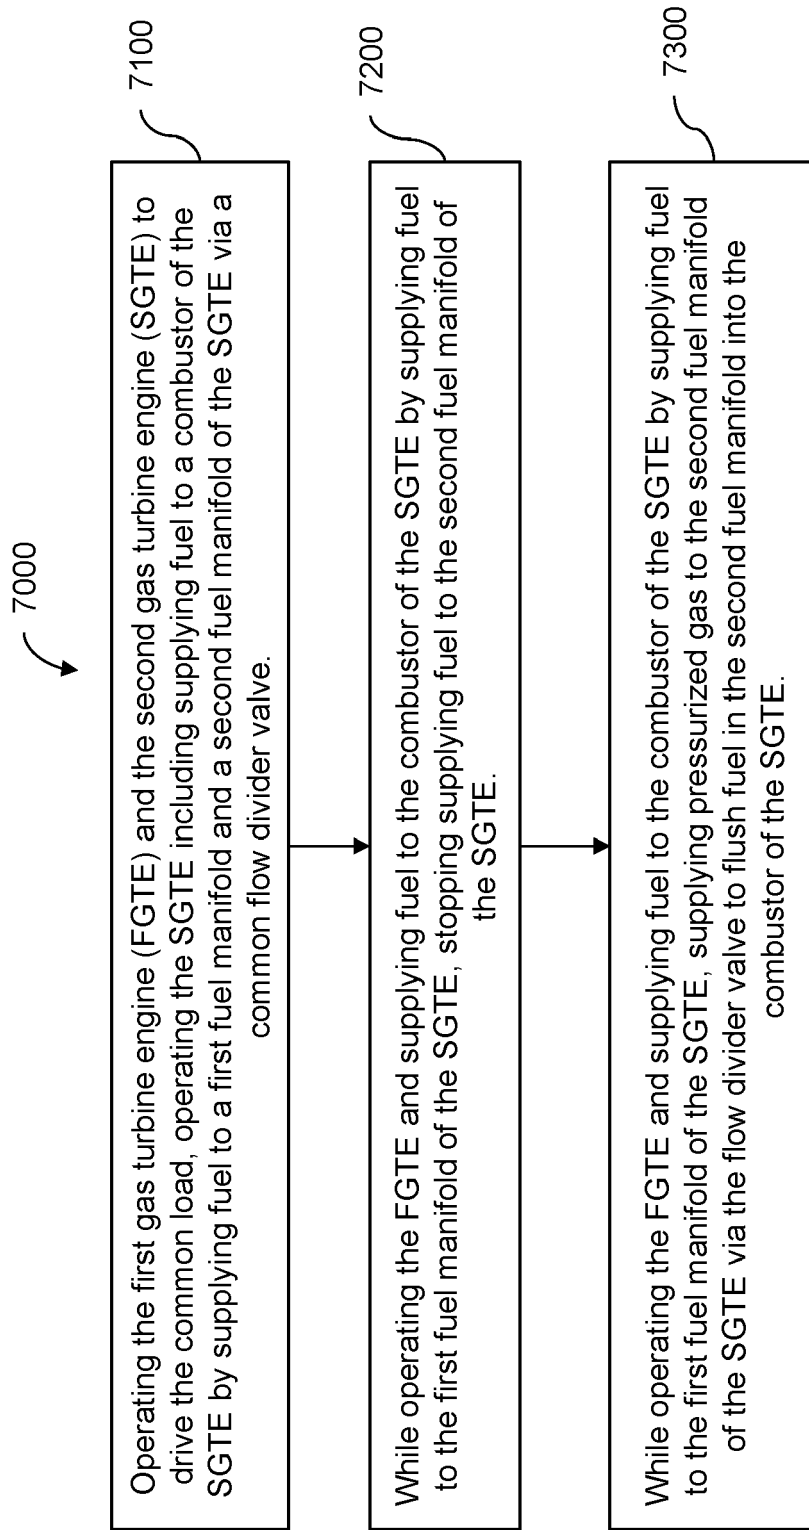 7000
7100
Operating the first gas turbine engine (FGTE) and the second gas turbine engine (SGTE) to
drive the common load, operating the SGTE including supplying fuel to a combustor of the
SGTE by supplying fuel to a first fuel manifold and a second fuel manifold of the SGTE via a
common flow divider valve.
7200
While operating the FGTE and supplying fuel to the combustor of the SGTE by supplying fuel
to the first fuel manifold of the SGTE, stopping supplying fuel to the second fuel manifold of
the SGTE.
7300
While operating the FGTE and supplying fuel to the combustor of the SGTE by supplying fuel
to the first fuel manifold of the SGTE, supplying pressurized gas to the second fuel manifold
of the SGTE via the flow divider valve to flush fuel in the second fuel manifold into the
combustor of the SGTE.